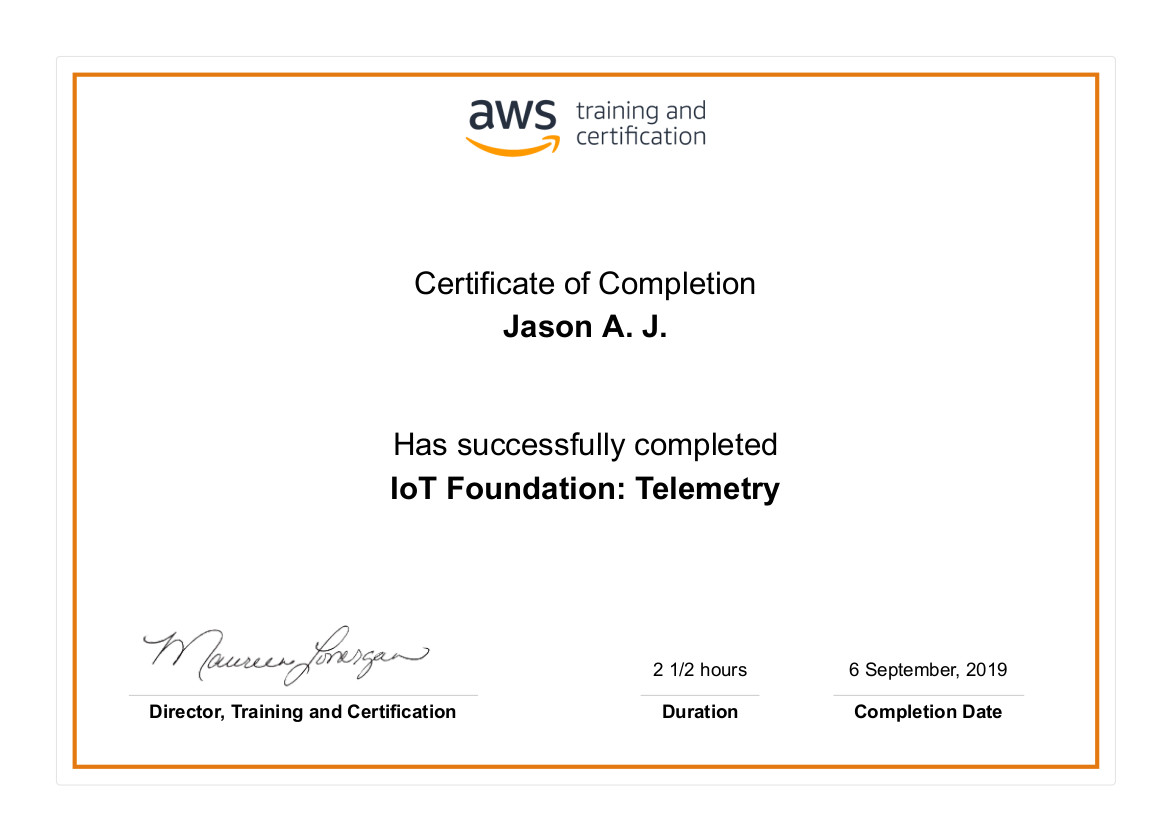 aws training and
certification
Certificate of Completion
Jason A. J.
Has successfully completed
IoT Foundation: Telemetry
Maureen Lonergan
2 1/2 hours
6 September, 2019
Director, Training and Certification
Duration
Completion Date